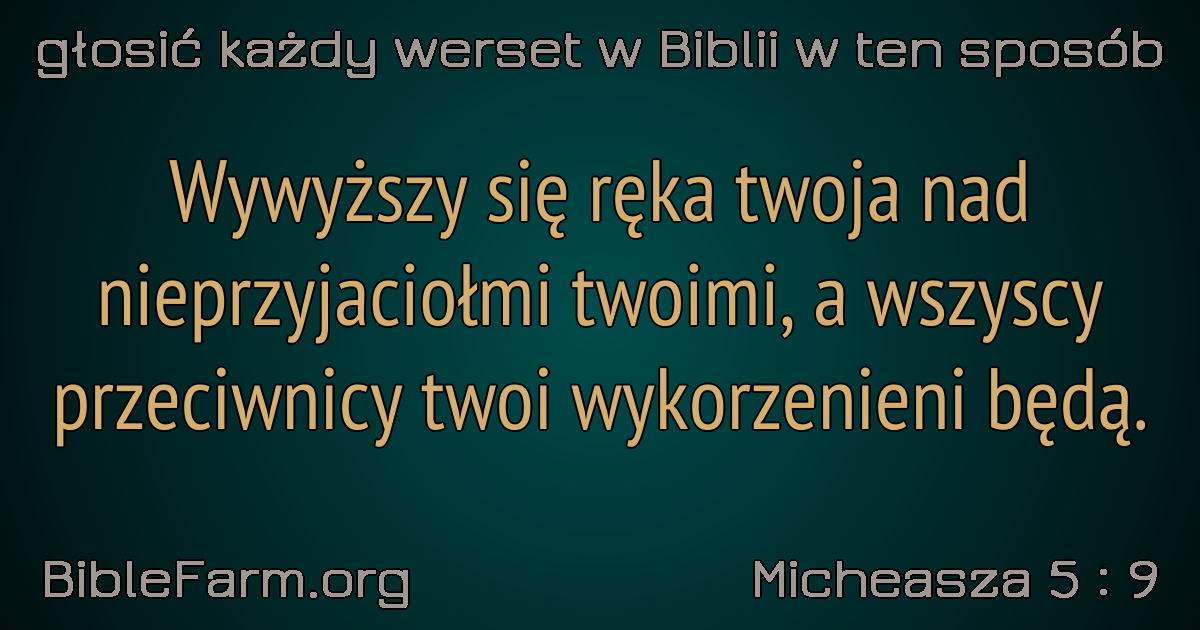 głosić każdy werset w Biblii w ten sposób
Wywyższy się ręka twoja nad
nieprzyjaciołmi twoimi, a wszyscy
przeciwnicy twoi wykorzenieni będą.
BibleFarm.org
Micheasza 5 : 9